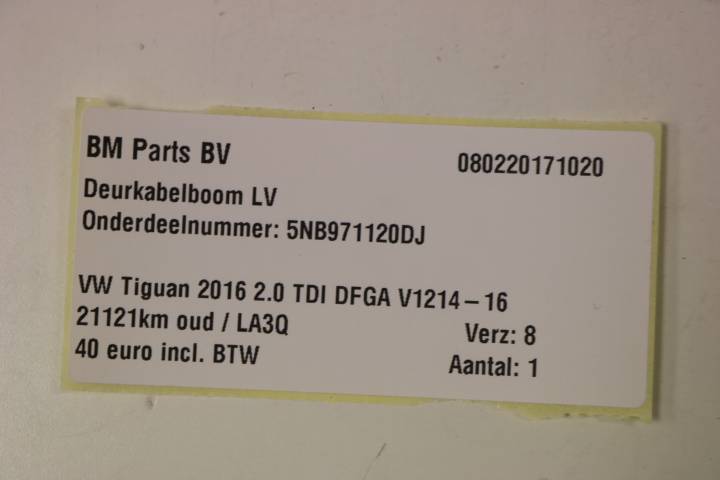 BM Parts BV 080220171020
Deurkabelboom LV
Onderdeelnummer: 5NB971120DJ
VW Tiguan 2016 2.0 TDI DFGA V1214-16
21121km oud / LA3Q Verz: 8
40 euro incl. BTW Aantal: 1